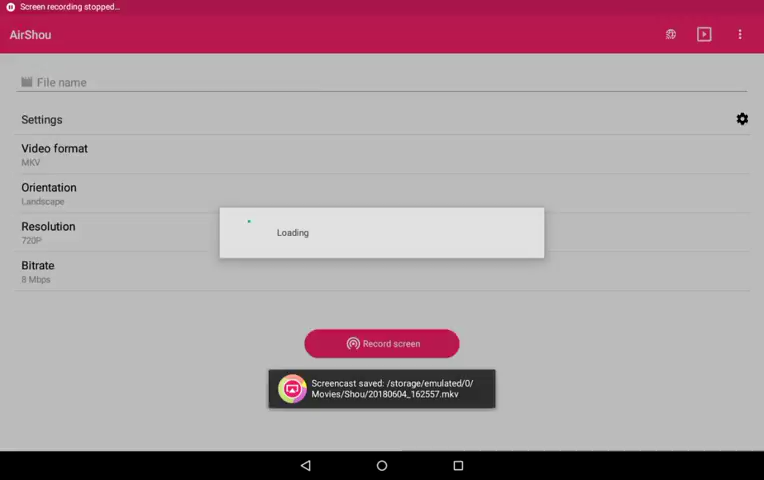 Screen recording stopped…
AirShou
File name
Settings
Video format
MKV
Orientation
Landscape
Resolution
720P
Bitrate
8 Mbps
Loading
Record screen
Screencast saved: /storage/emulated/0/
Movies/Shou/20180604_162557.mkv